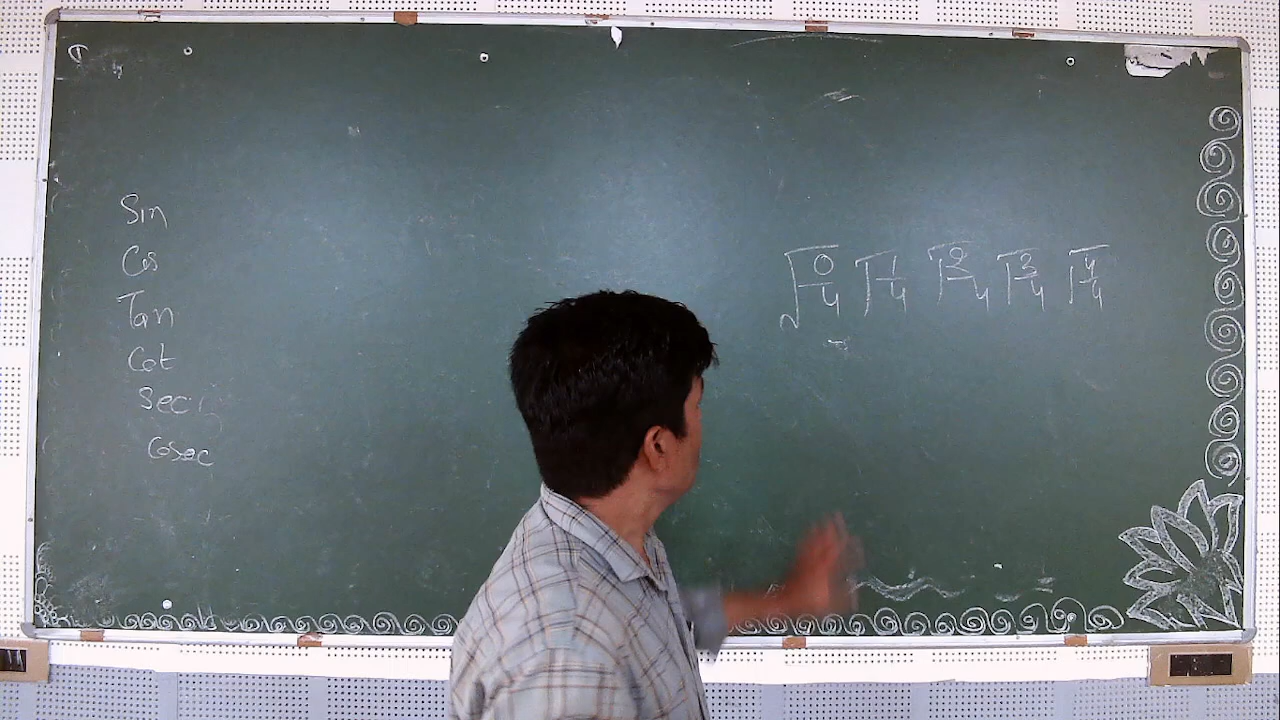 Sin
Cos
Tan
Cot
Sec
Cosec
√0/4 √1/4 √2/4 √3/4 √4/4